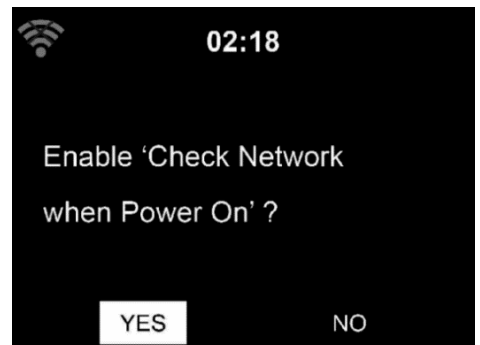 02:18
Enable ‘Check Network
when Power On’ ?
YES NO